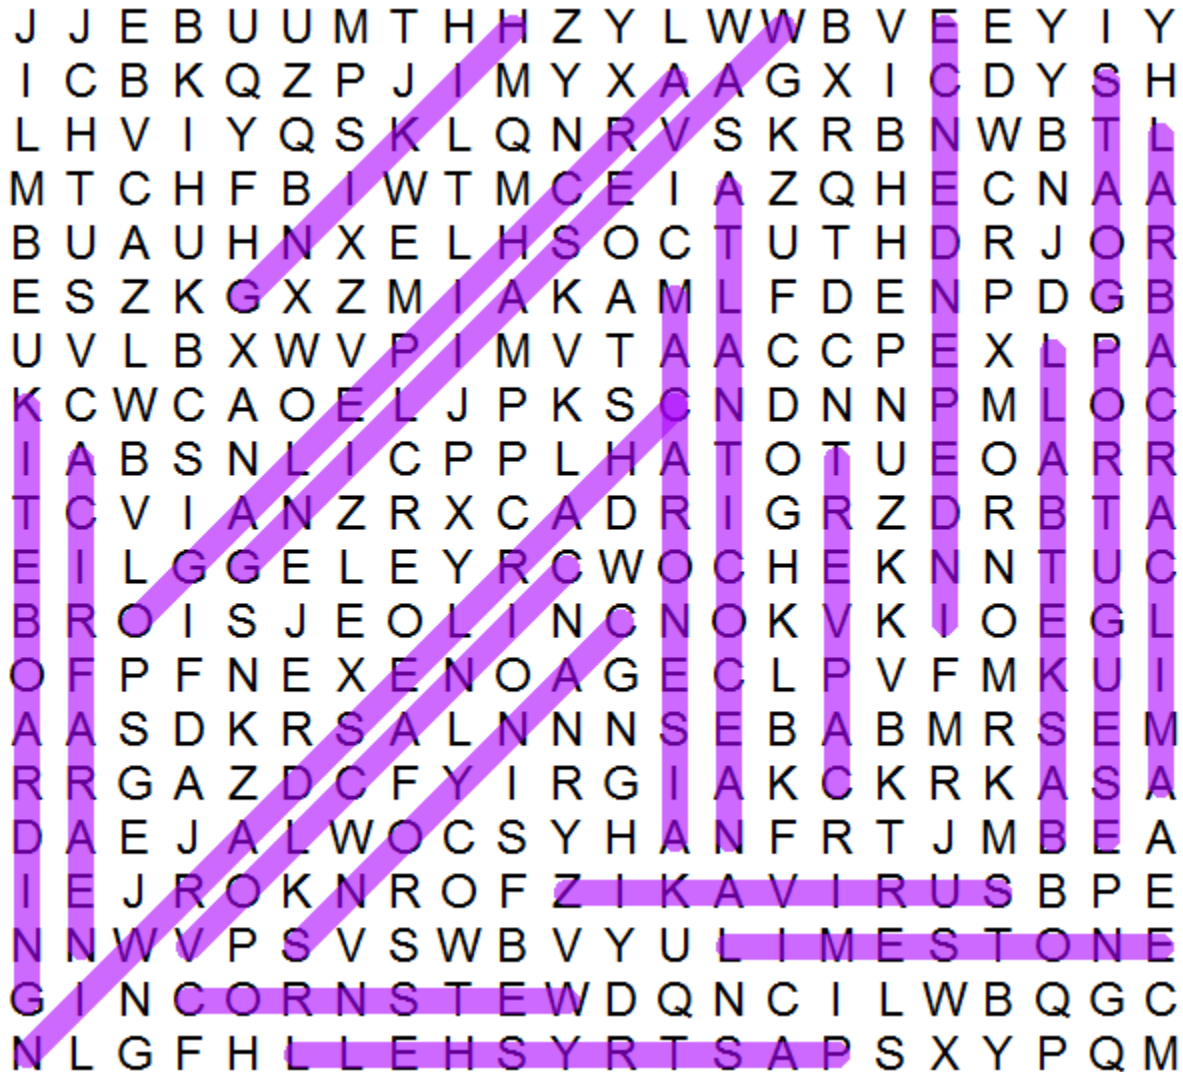 J J E B U U M T H H Z Y L W W B V E E Y I Y
I C B K Q Z P J I M Y X A A G X I C D Y S H
L H V I Y Q S K L Q N R V S K R B N W B T L
M T C H F B I W T M C E I A Z Q H E C N A A
B U A U H N X E L H S O C T U T H D R J O R
E S Z K G X Z M I A K A M L F D E N P D G B
U V L B X W V P I M V T A A C C P E X L P A
K C W C A O E L J P K S C N D N N P M L O C
I A B S N L I C P P L H A T O T U E O A R R
T C V I A N Z R X C A D R I G R Z D R B T A
E I L G G E L E Y R C W O C H E K N N T U C
B R O I S J E O L I N C N O K V K I O E G L
O F P F N E X E N O A G E C L P V F M K U I
A A S D K R S A L N N N S E B A B M R S E M
R R G A Z D C F Y I R G I A K C K R K A S A
D A E J A L W O C S Y H A N F R T J M B E A
I E J R O K N R O F Z I K A V I R U S B P E
N N W V P S V S W B V Y U L I M E S T O N E
G I N C O R N S T E W D Q N C I L W B Q G C
N L G F H L L E H S Y R T S A P S X Y P Q M